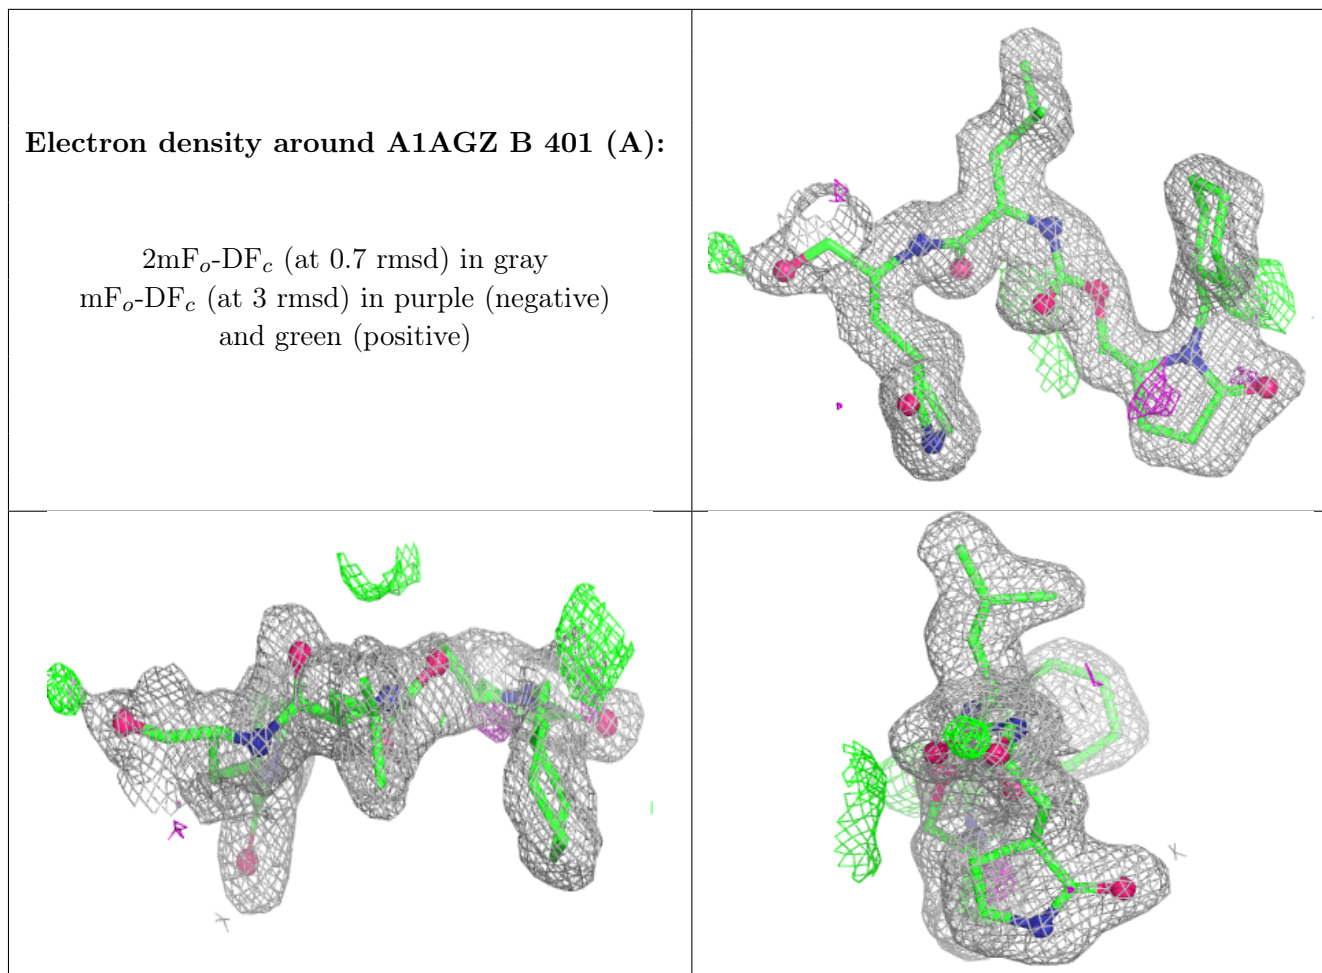 Electron density around A1AGZ B 401 (A):
2mFo-DFc (at 0.7 rmsd) in gray
mFo-DFc (at 3 rmsd) in purple (negative)
and green (positive)